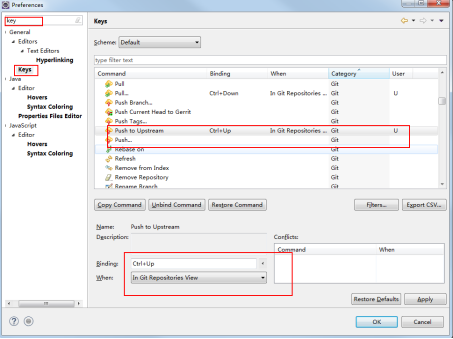 Preferences
key
Keys
General
Editors
Text Editors
Hyperlinking
Keys
Java
Editor
Hovers
Syntax Coloring
Properties Files Editor
JavaScript
Editor
Hovers
Syntax Coloring
Scheme: Default
type filter text
Command Binding When Category User
Pull Git
Pull... Ctrl+Down In Git Repositories ... Git U
Push Branch... Git
Push Current Head to Gerrit Git
Push Tags... Git
Push to Upstream Ctrl+Up In Git Repositories ... Git U
Push... Git
Rebase on Git
Refresh Git
Remove from Index Git
Remove Repository Git
Rename Branch Git
Copy Command Unbind Command Restore Command Filters... Export CSV...
Name: Push to Upstream
Description:
Conflicts:
Command When
Binding: Ctrl+Up
When: In Git Repositories View
Restore Defaults Apply
OK Cancel